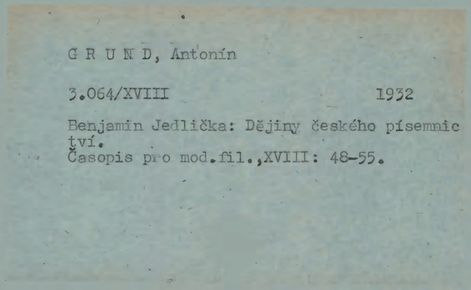 G R U N D, Antonín
3.064/XVIII 1932
Benjamin Jedlička: Dějiny českého písemnic
tví.
Časopis pro mod.fil.,XVIII: 48-55.